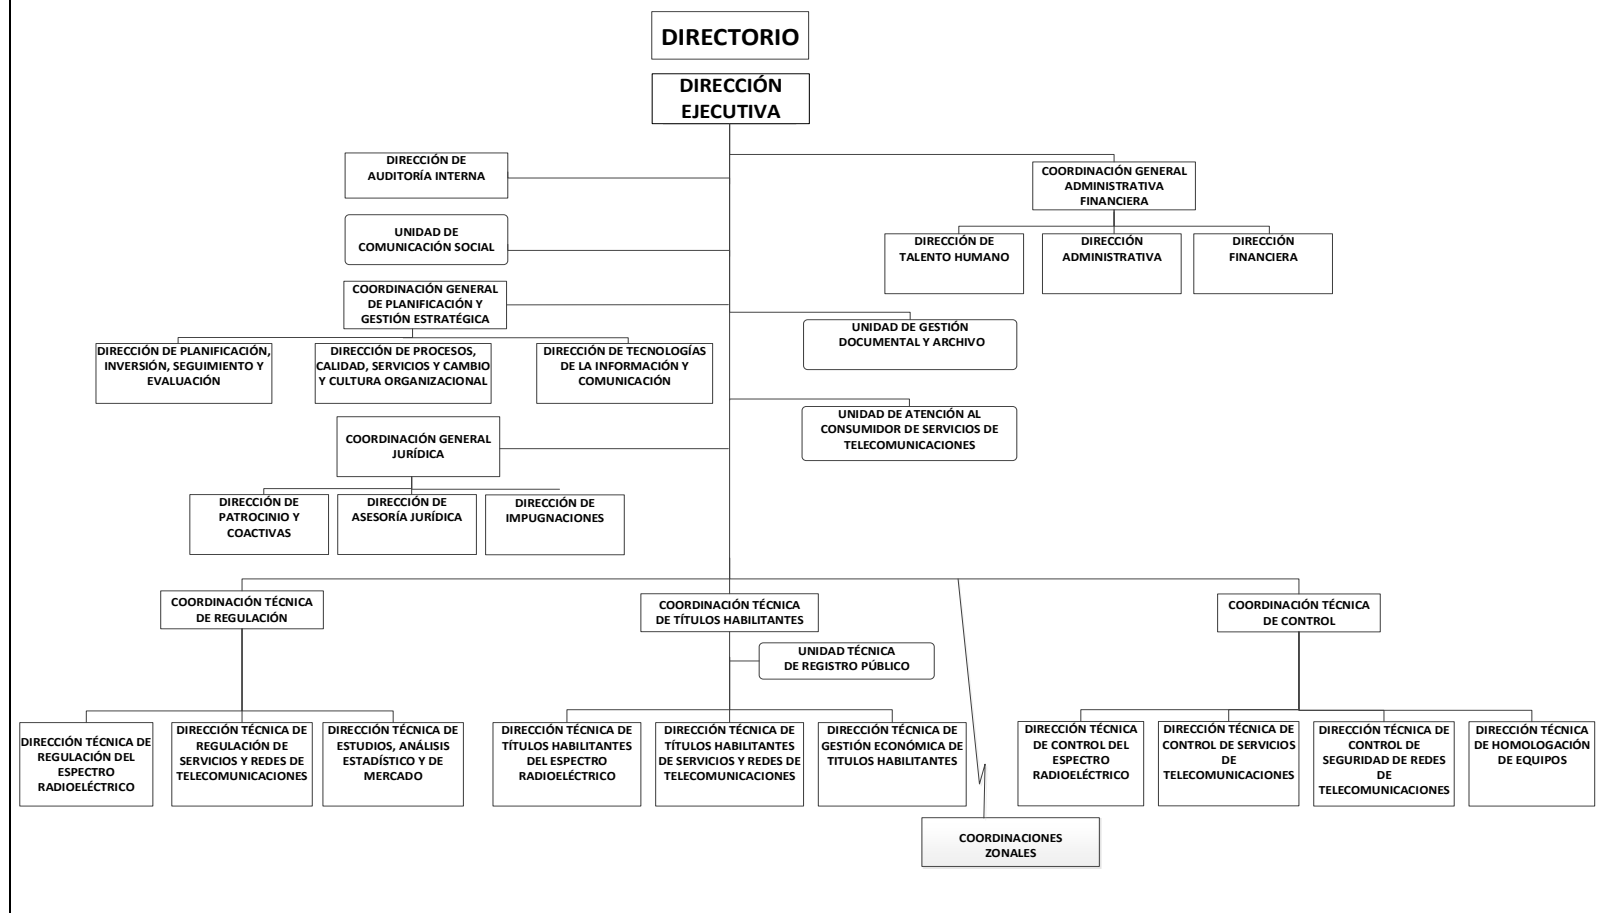 DIRECTORIO
DIRECCIÓN
EJECUTIVA
DIRECCIÓN DE
AUDITORÍA INTERNA
COORDINACIÓN GENERAL
ADMINISTRATIVA
FINANCIERA
UNIDAD DE
COMUNICACIÓN SOCIAL
DIRECCIÓN DE
TALENTO HUMANO
DIRECCIÓN
ADMINISTRATIVA
DIRECCIÓN
FINANCIERA
COORDINACIÓN GENERAL
DE PLANIFICACIÓN Y
GESTIÓN ESTRATÉGICA
UNIDAD DE GESTIÓN
DOCUMENTAL Y ARCHIVO
DIRECCIÓN DE PLANIFICACIÓN,
INVERSIÓN, SEGUIMIENTO Y
EVALUACIÓN
DIRECCIÓN DE PROCESOS,
CALIDAD, SERVICIOS Y CAMBIO
Y CULTURA ORGANIZACIONAL
DIRECCIÓN DE TECNOLOGÍAS
DE LA INFORMACIÓN Y
COMUNICACIÓN
UNIDAD DE ATENCIÓN AL
CONSUMIDOR DE SERVICIOS DE
TELECOMUNICACIONES
COORDINACIÓN GENERAL
JURÍDICA
DIRECCIÓN DE
PATROCINIO Y
COACTIVAS
DIRECCIÓN DE
ASESORÍA JURÍDICA
DIRECCIÓN DE
IMPUGNACIONES
COORDINACIÓN TÉCNICA
DE REGULACIÓN
COORDINACIÓN TÉCNICA
DE TÍTULOS HABILITANTES
COORDINACIÓN TÉCNICA
DE CONTROL
UNIDAD TÉCNICA
DE REGISTRO PÚBLICO
DIRECCIÓN TÉCNICA DE
REGULACIÓN DEL
ESPECTRO
RADIOELÉCTRICO
DIRECCIÓN TÉCNICA DE
REGULACIÓN DE
SERVICIOS Y REDES DE
TELECOMUNICACIONES
DIRECCIÓN TÉCNICA DE
ESTUDIOS, ANÁLISIS
ESTADÍSTICO Y DE
MERCADO
DIRECCIÓN TÉCNICA DE
TÍTULOS HABILITANTES
DEL ESPECTRO
RADIOELÉCTRICO
DIRECCIÓN TÉCNICA DE
TÍTULOS HABILITANTES
DE SERVICIOS Y REDES DE
TELECOMUNICACIONES
DIRECCIÓN TÉCNICA DE
GESTIÓN ECONÓMICA DE
TITULOS HABILITANTES
DIRECCIÓN TÉCNICA
DE CONTROL DEL
ESPECTRO
RADIOELÉCTRICO
DIRECCIÓN TÉCNICA DE
CONTROL DE SERVICIOS
DE
TELECOMUNICACIONES
DIRECCIÓN TÉCNICA DE
CONTROL DE
SEGURIDAD DE REDES
DE
TELECOMUNICACIONES
DIRECCIÓN TÉCNICA
DE HOMOLOGACIÓN
DE EQUIPOS
COORDINACIONES
ZONALES